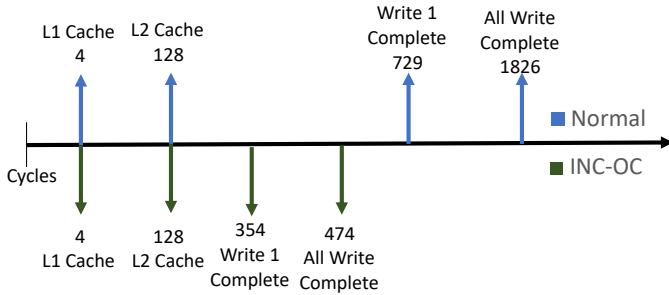 L1 Cache
4
L2 Cache
128
Write 1
Complete
729
All Write
Complete
1826
Normal
Cycles
INC-OC
4
L1 Cache
128
L2 Cache
354
Write 1
Complete
474
All Write
Complete